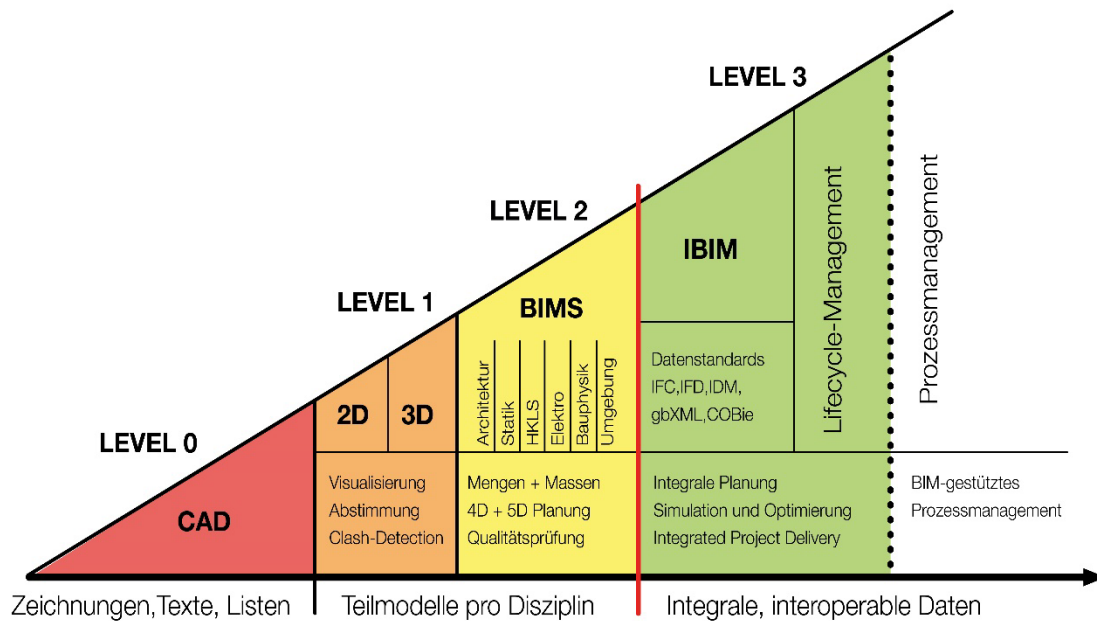 LEVEL 3
LEVEL 2
LEVEL 1
LEVEL 0
CAD
2D
3D
Visualisierung
Abstimmung
Clash-Detection
BIMS
Architektur
Statik
HKLS
Elektro
Bauphysik
Umgebung
Mengen + Massen
4D + 5D Planung
Qualitätsprüfung
IBIM
Datenstandards
IFC,IFD,IDM,
gbXML,COBie
Lifecycle-Management
Integrale Planung
Simulation und Optimierung
Integrated Project Delivery
Prozessmanagement
BIM-gestütztes
Prozessmanagement
Zeichnungen,Texte, Listen
Teilmodelle pro Disziplin
Integrale, interoperable Daten